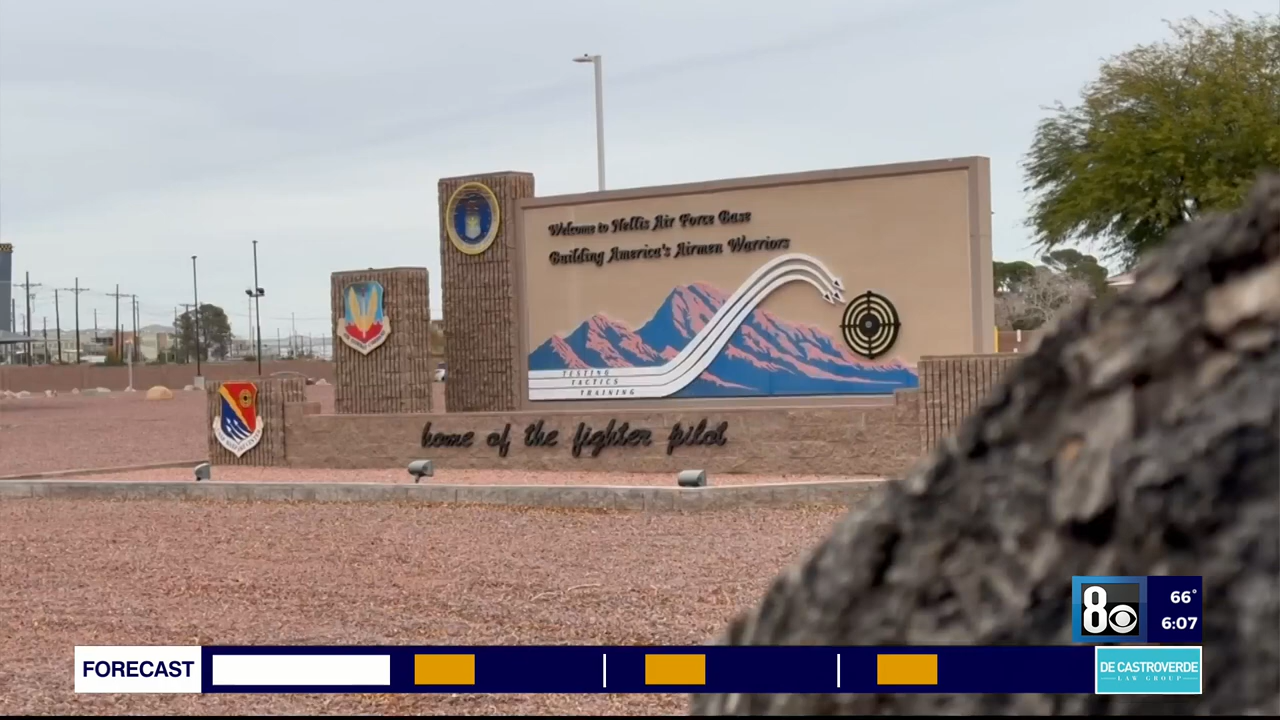 Welcome to Nellis Air Force Base
Building America's Airmen Warriors
TESTING
TACTICS
TRAINING
home of the fighter pilot
8
66°
6:07
FORECAST
DE CASTROVERDE
LAW GROUP